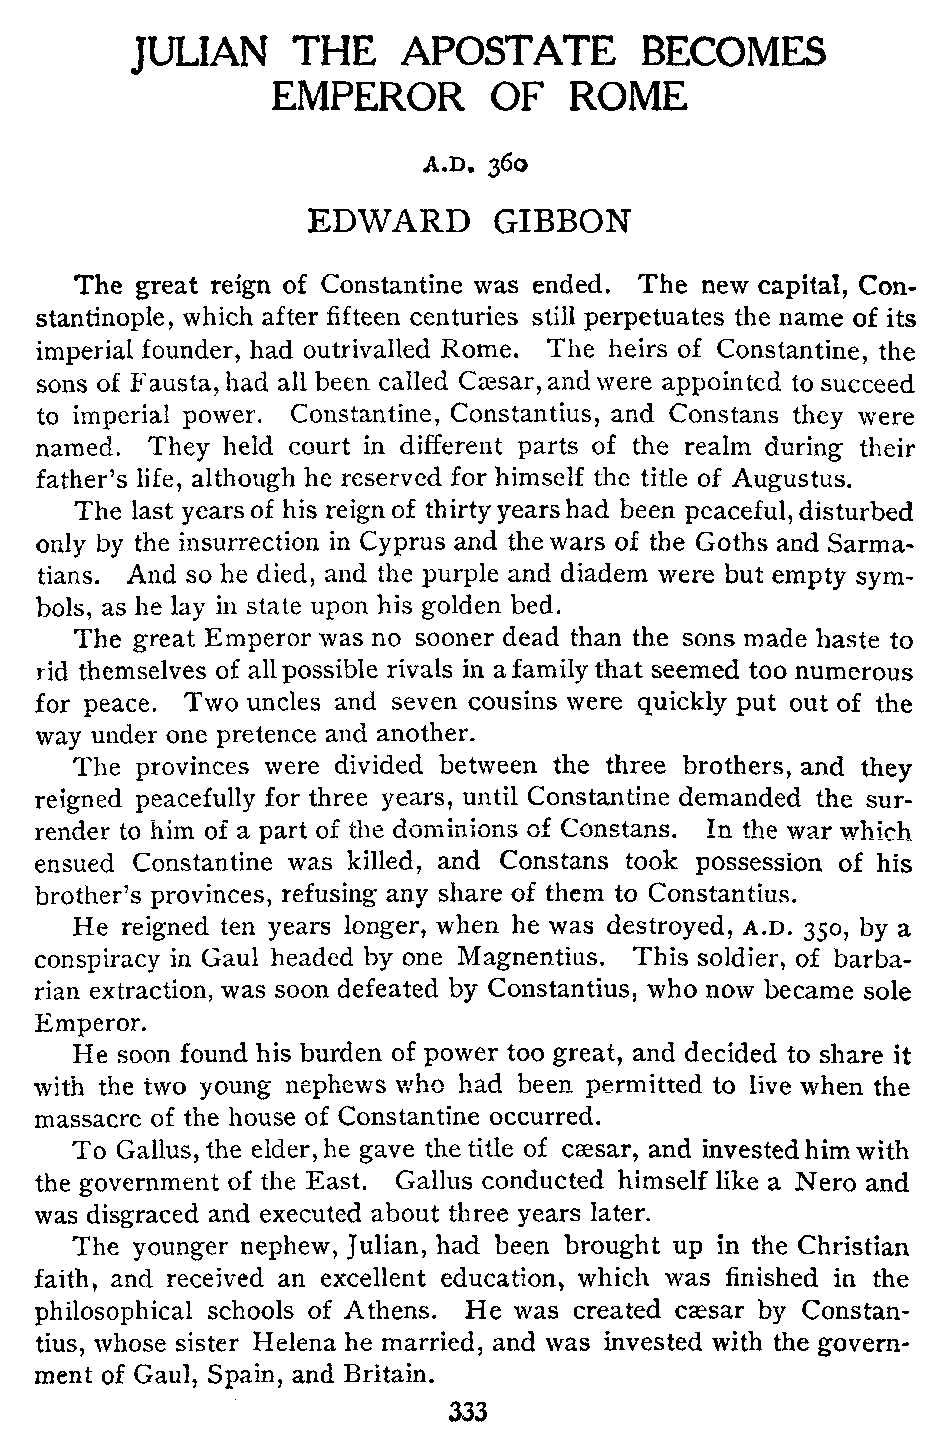 JULIAN THE APOSTATE BECOMES
EMPEROR OF ROME
A.D. 360
EDWARD GIBBON
The great reign of Constantine was ended. The new capital, Con-
stantinople, which after fifteen centuries still perpetuates the name of its
imperial founder, had outrivalled Rome. The heirs of Constantine, the
sons of Fausta, had all been called Cæsar, and were appointed to succeed
to imperial power. Constantine, Constantius, and Constans they were
named. They held court in different parts of the realm during their
father's life, although he reserved for himself the title of Augustus.
The last years of his reign of thirty years had been peaceful, disturbed
only by the insurrection in Cyprus and the wars of the Goths and Sarma-
tians. And so he died, and the purple and diadem were but empty sym-
bols, as he lay in state upon his golden bed.
The great Emperor was no sooner dead than the sons made haste to
rid themselves of all possible rivals in a family that seemed too numerous
for peace. Two uncles and seven cousins were quickly put out of the
way under one pretence and another.
The provinces were divided between the three brothers, and they
reigned peacefully for three years, until Constantine demanded the sur-
render to him of a part of the dominions of Constans. In the war which
ensued Constantine was killed, and Constans took possession of his
brother's provinces, refusing any share of them to Constantius.
He reigned ten years longer, when he was destroyed, A.D. 350, by a
conspiracy in Gaul headed by one Magnentius. This soldier, of barba-
rian extraction, was soon defeated by Constantius, who now became sole
Emperor.
He soon found his burden of power too great, and decided to share it
with the two young nephews who had been permitted to live when the
massacre of the house of Constantine occurred.
To Gallus, the elder, he gave the title of cæsar, and invested him with
the government of the East. Gallus conducted himself like a Nero and
was disgraced and executed about three years later.
The younger nephew, Julian, had been brought up in the Christian
faith, and received an excellent education, which was finished in the
philosophical schools of Athens. He was created cæsar by Constan-
tius, whose sister Helena he married, and was invested with the govern-
ment of Gaul, Spain, and Britain.
333